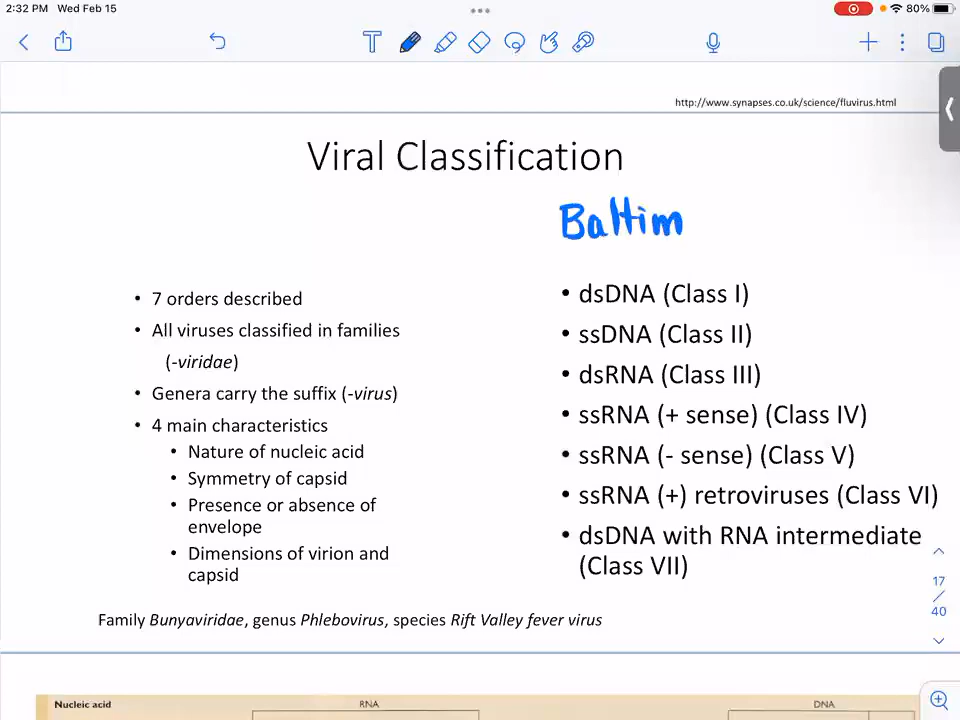 2:32 PM Wed Feb 15
80%
http://www.synapses.co.uk/science/fluvirus.html
Viral Classification
Baltim
• 7 orders described
• All viruses classified in families
(-viridae)
• Genera carry the suffix (-virus)
• 4 main characteristics
• Nature of nucleic acid
• Symmetry of capsid
• Presence or absence of
envelope
• Dimensions of virion and
capsid
• dsDNA (Class I)
• ssDNA (Class II)
• dsRNA (Class III)
• ssRNA (+ sense) (Class IV)
• ssRNA (- sense) (Class V)
• ssRNA (+) retroviruses (Class VI)
• dsDNA with RNA intermediate
(Class VII)
17
/
40
Family Bunyaviridae, genus Phlebovirus, species Rift Valley fever virus
Nucleic acid RNA DNA